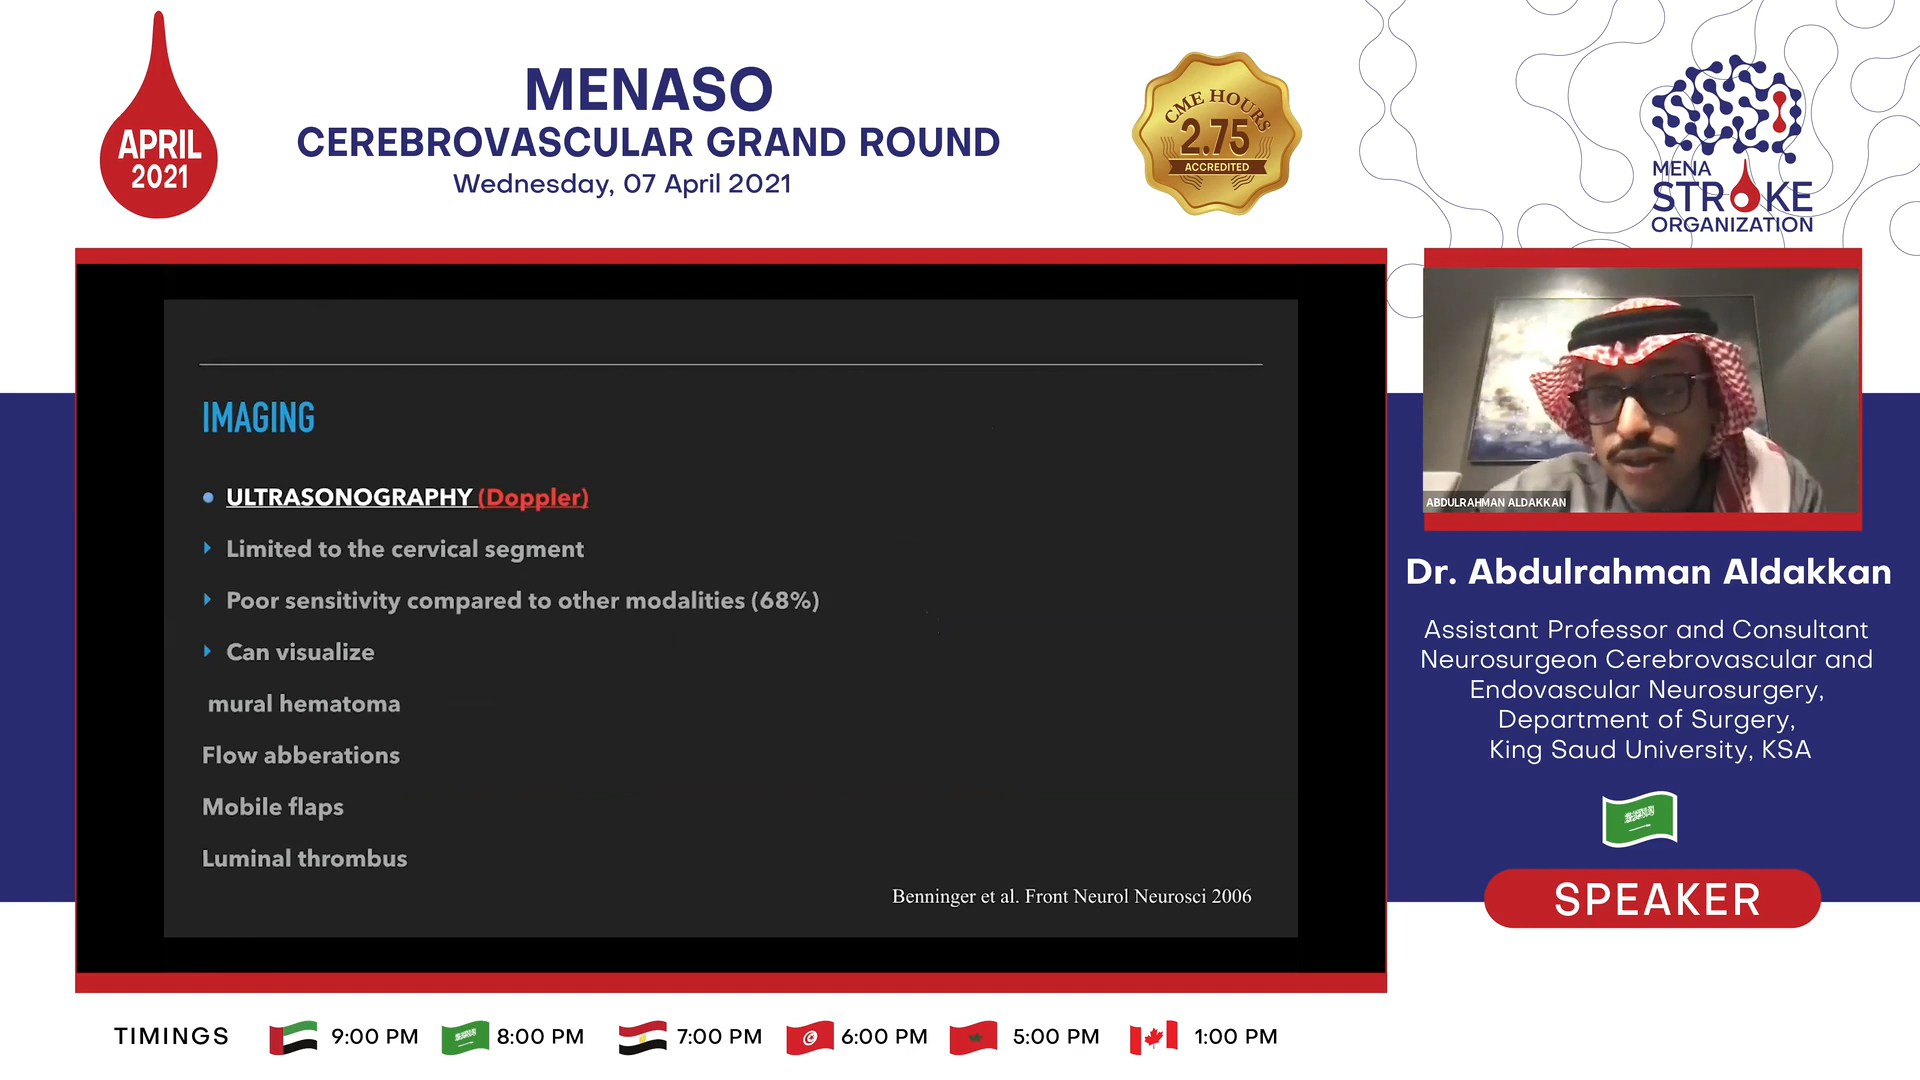 APRIL
2021
MENASO
CEREBROVASCULAR GRAND ROUND
Wednesday, 07 April 2021
CME HOURS
2.75
ACCREDITED
MENA
STROKE
ORGANIZATION
IMAGING
ULTRASONOGRAPHY (Doppler)
Limited to the cervical segment
Poor sensitivity compared to other modalities (68%)
Can visualize
mural hematoma
Flow abberations
Mobile flaps
Luminal thrombus
Benninger et al. Front Neurol Neurosci 2006
ABDULRAHMAN ALDAKKAN
Dr. Abdulrahman Aldakkan
Assistant Professor and Consultant
Neurosurgeon Cerebrovascular and
Endovascular Neurosurgery,
Department of Surgery,
King Saud University, KSA
SPEAKER
TIMINGS 9:00 PM 8:00 PM 7:00 PM 6:00 PM 5:00 PM 1:00 PM